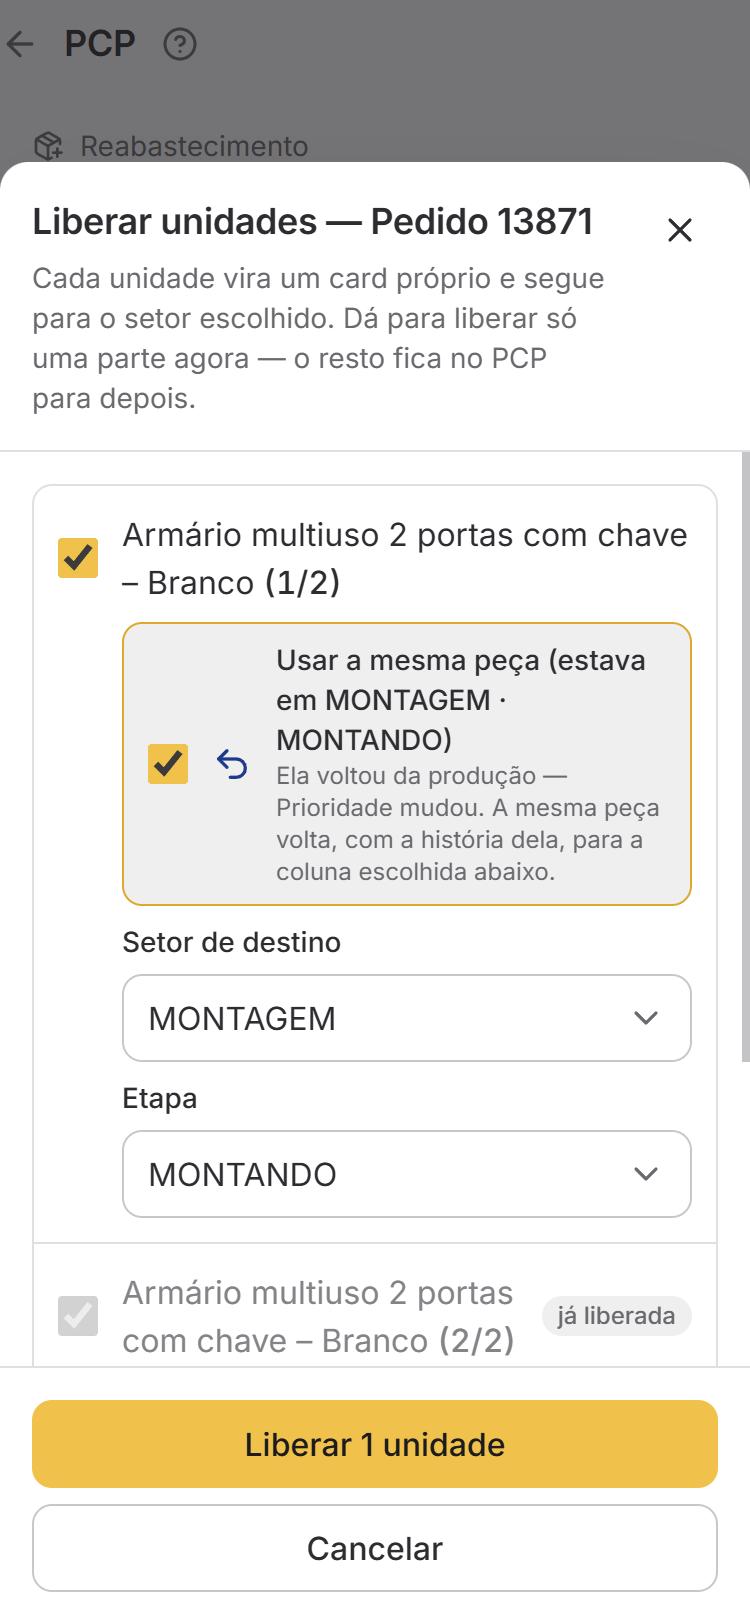 PCP
Reabastecimento
Liberar unidades — Pedido 13871
Cada unidade vira um card próprio e segue
para o setor escolhido. Dá para liberar só
uma parte agora — o resto fica no PCP
para depois.
Armário multiuso 2 portas com chave
– Branco (1/2)
Usar a mesma peça (estava
em MONTAGEM ·
MONTANDO)
Ela voltou da produção —
Prioridade mudou. A mesma peça
volta, com a história dela, para a
coluna escolhida abaixo.
Setor de destino
MONTAGEM
Etapa
MONTANDO
Armário multiuso 2 portas
com chave – Branco (2/2)
já liberada
Liberar 1 unidade
Cancelar